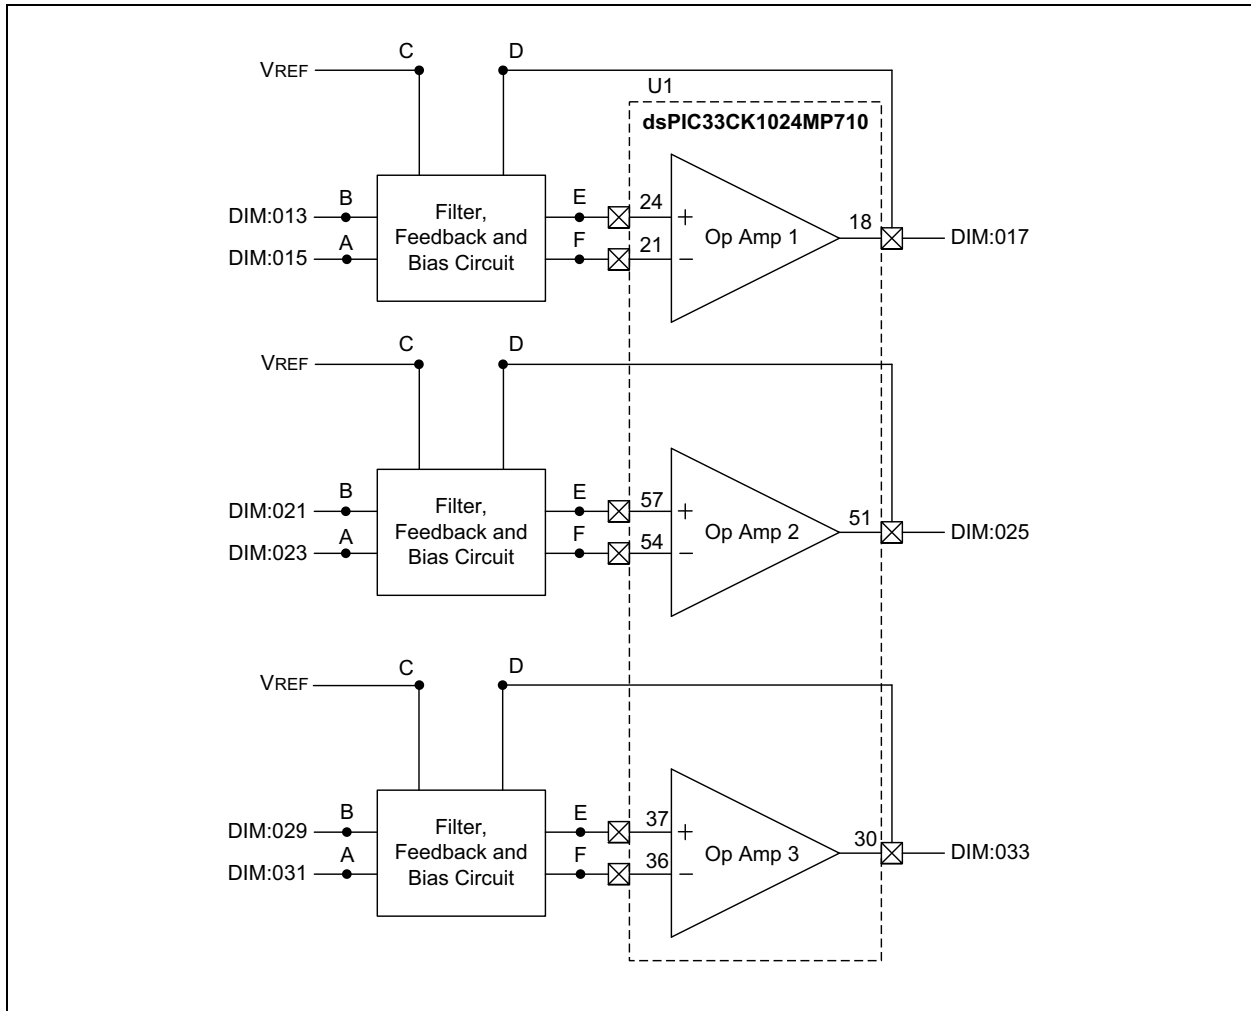 C
D
VREF
U1
dsPIC33CK1024MP710
DIM:013
B
DIM:015
A
Filter,
Feedback and
Bias Circuit
E
F
24
21
+
−
Op Amp 1
18
DIM:017
C
D
VREF
DIM:021
B
DIM:023
A
Filter,
Feedback and
Bias Circuit
E
F
57
54
+
−
Op Amp 2
51
DIM:025
C
D
VREF
DIM:029
B
DIM:031
A
Filter,
Feedback and
Bias Circuit
E
F
37
36
+
−
Op Amp 3
30
DIM:033